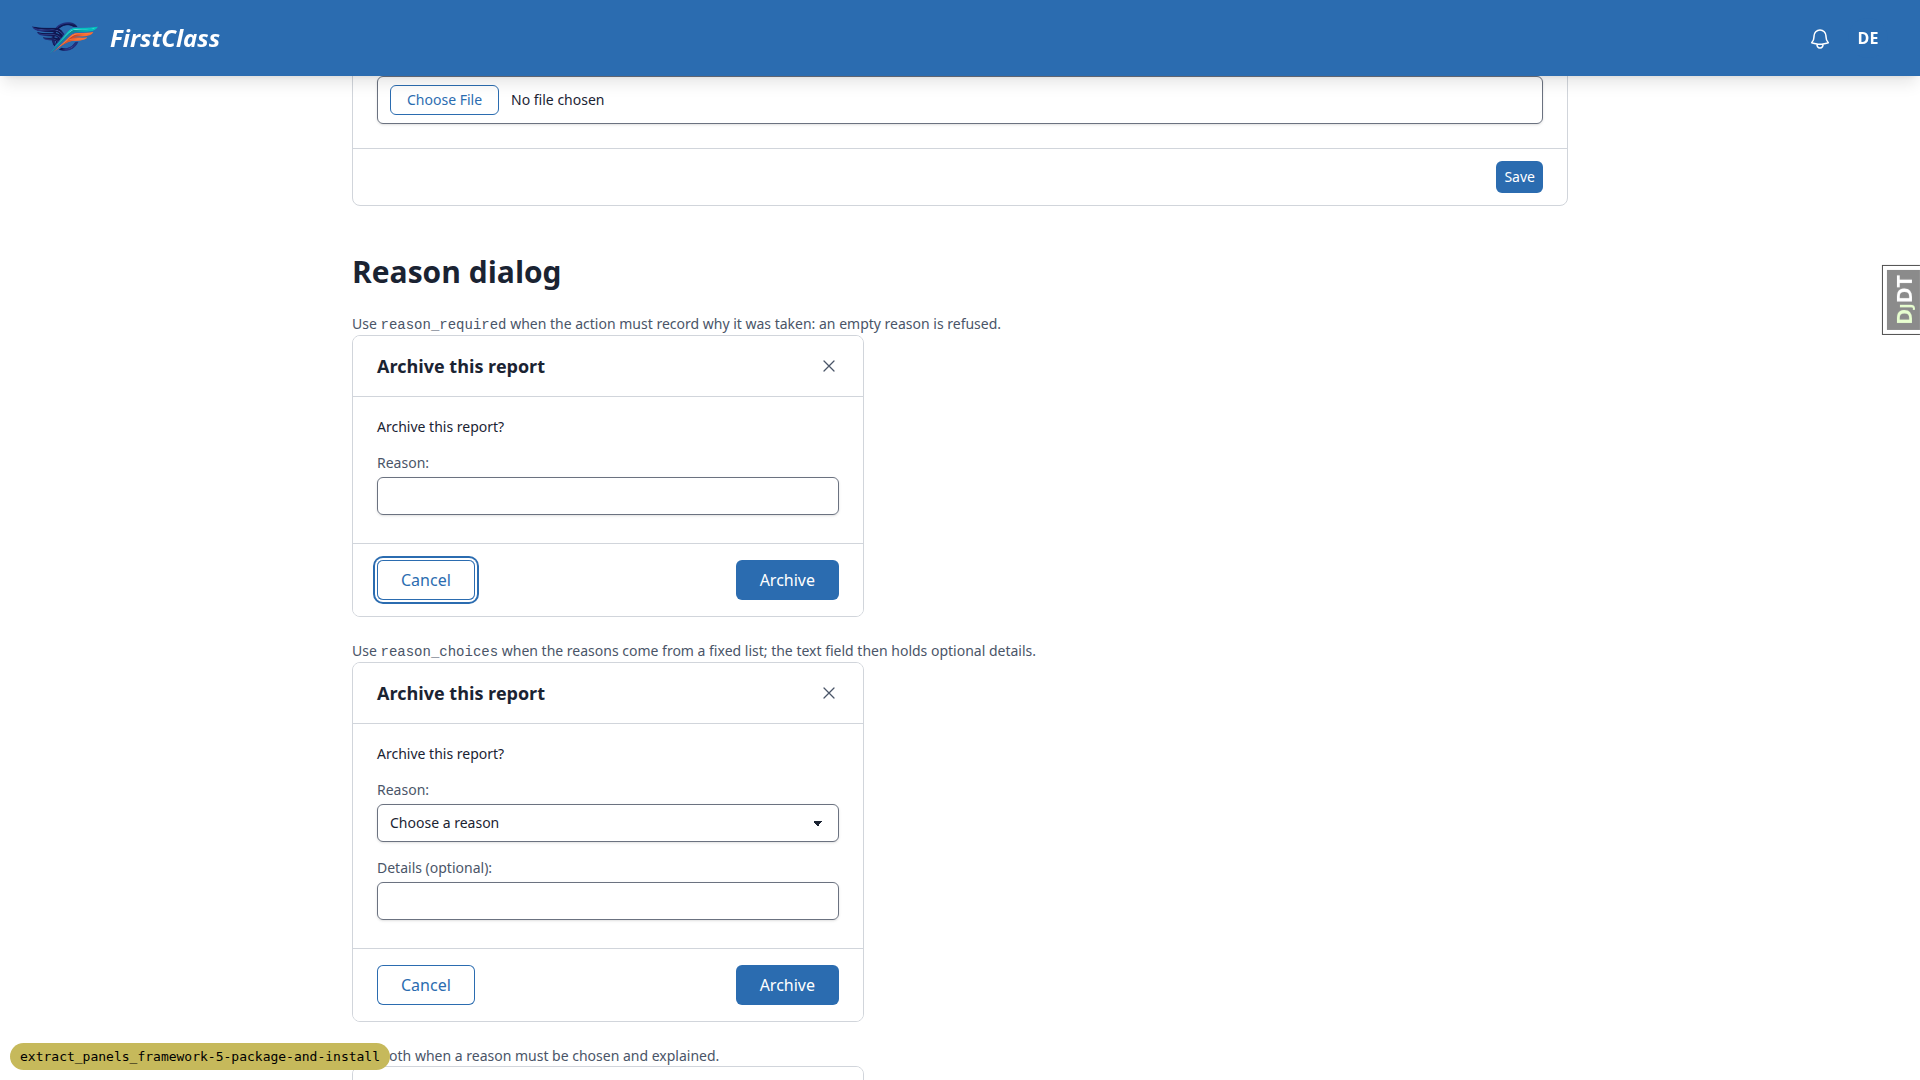 FirstClass
DE
Choose File No file chosen
Save
Reason dialog
DJDT
Use reason_required when the action must record why it was taken: an empty reason is refused.
Archive this report
Archive this report?
Reason:
Cancel Archive
Use reason_choices when the reasons come from a fixed list; the text field then holds optional details.
Archive this report
Archive this report?
Reason:
Choose a reason
Details (optional):
Cancel Archive
extract_panels_framework-5-package-and-install
when a reason must be chosen and explained.